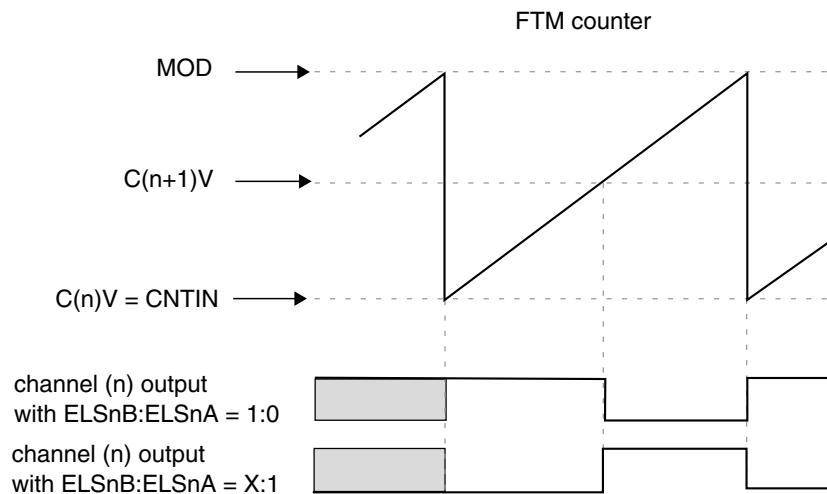 FTM counter
MOD
C(n+1)V
C(n)V = CNTIN
channel (n) output
with ELSnB:ELSnA = 1:0
channel (n) output
with ELSnB:ELSnA = X:1